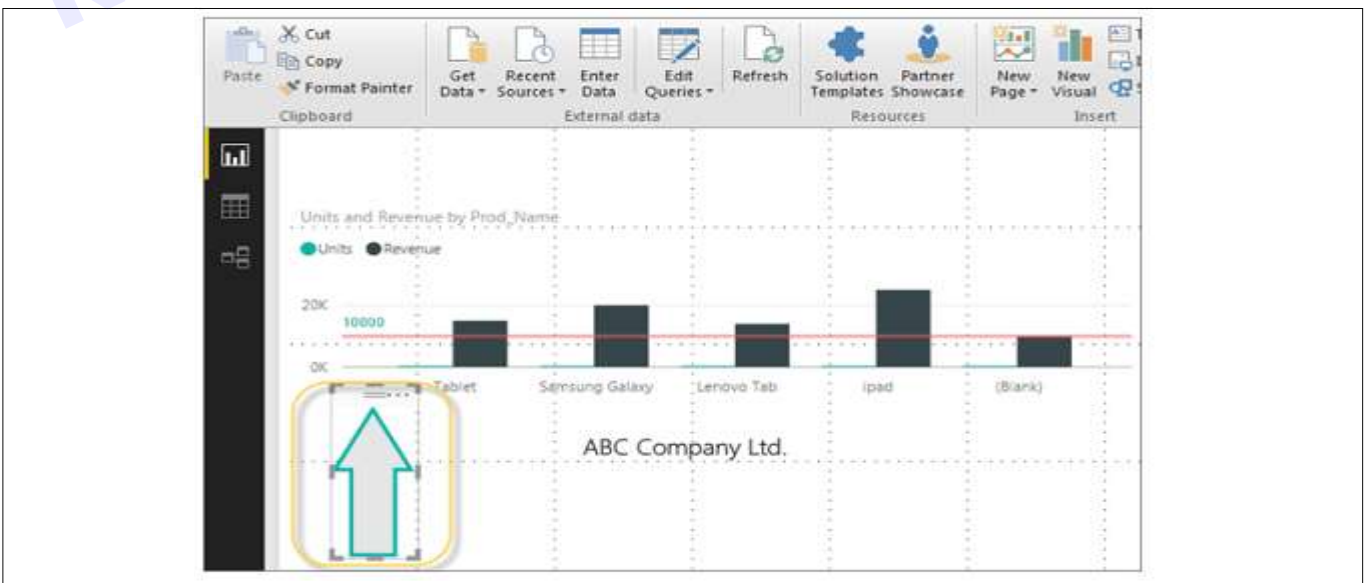 Cut
Copy
Format Painter
Paste
Get Data
Recent Sources
Enter Data
Edit Queries
Refresh
Solution Templates
Partner Showcase
New Page
New Visual
Clipboard
External data
Resources
Insert
Units and Revenue by Prod_Name
Units Revenue
20K
10000
0K
Tablet Samsung Galaxy Lenovo Tab ipad (Blank)
ABC Company Ltd.